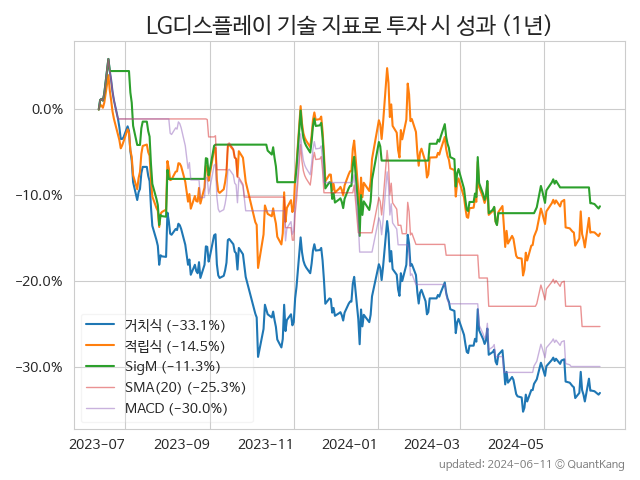 LG디스플레이 기술 지표로 투자 시 성과 (1년)
0.0%
−10.0%
−20.0%
−30.0%
거치식 (−33.1%)
적립식 (−14.5%)
SigM (−11.3%)
SMA(20) (−25.3%)
MACD (−30.0%)
2023−07 2023−09 2023−11 2024−01 2024−03 2024−05
updated: 2024-06-11 © QuantKang